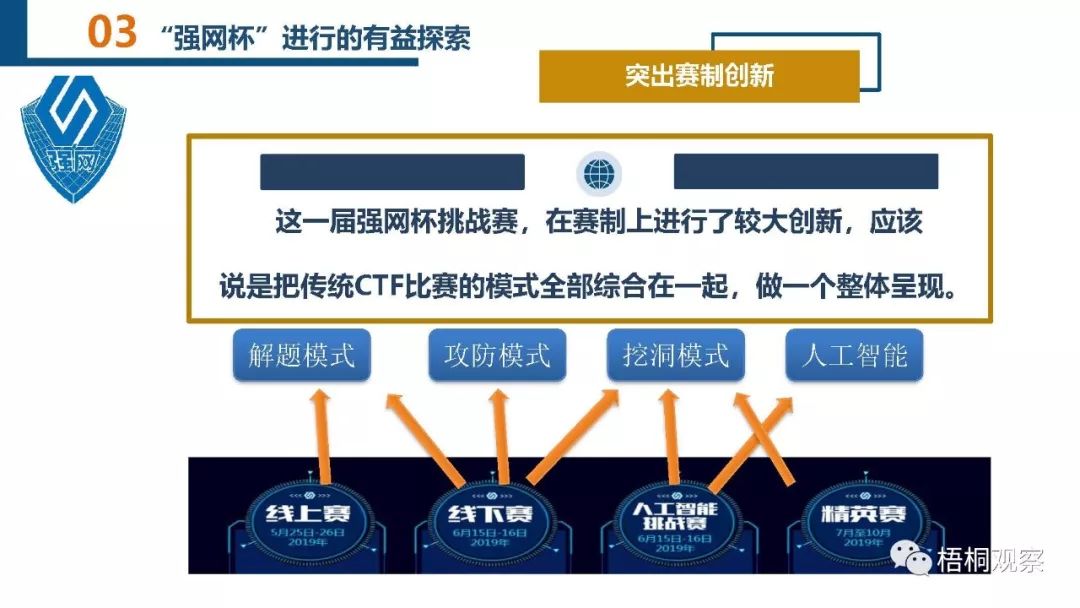 03 “强网杯”进行的有益探索
突出赛制创新
强网
这一届强网杯挑战赛，在赛制上进行了较大创新，应该
说是把传统CTF比赛的模式全部综合在一起，做一个整体呈现。
解题模式 攻防模式 挖洞模式 人工智能
线上赛
5月25日-26日
2019年
线下赛
6月15日-16日
2019年
人工智能
挑战赛
6月15日-16日
2019年
精英赛
7月至10月
2019年
梧桐观察